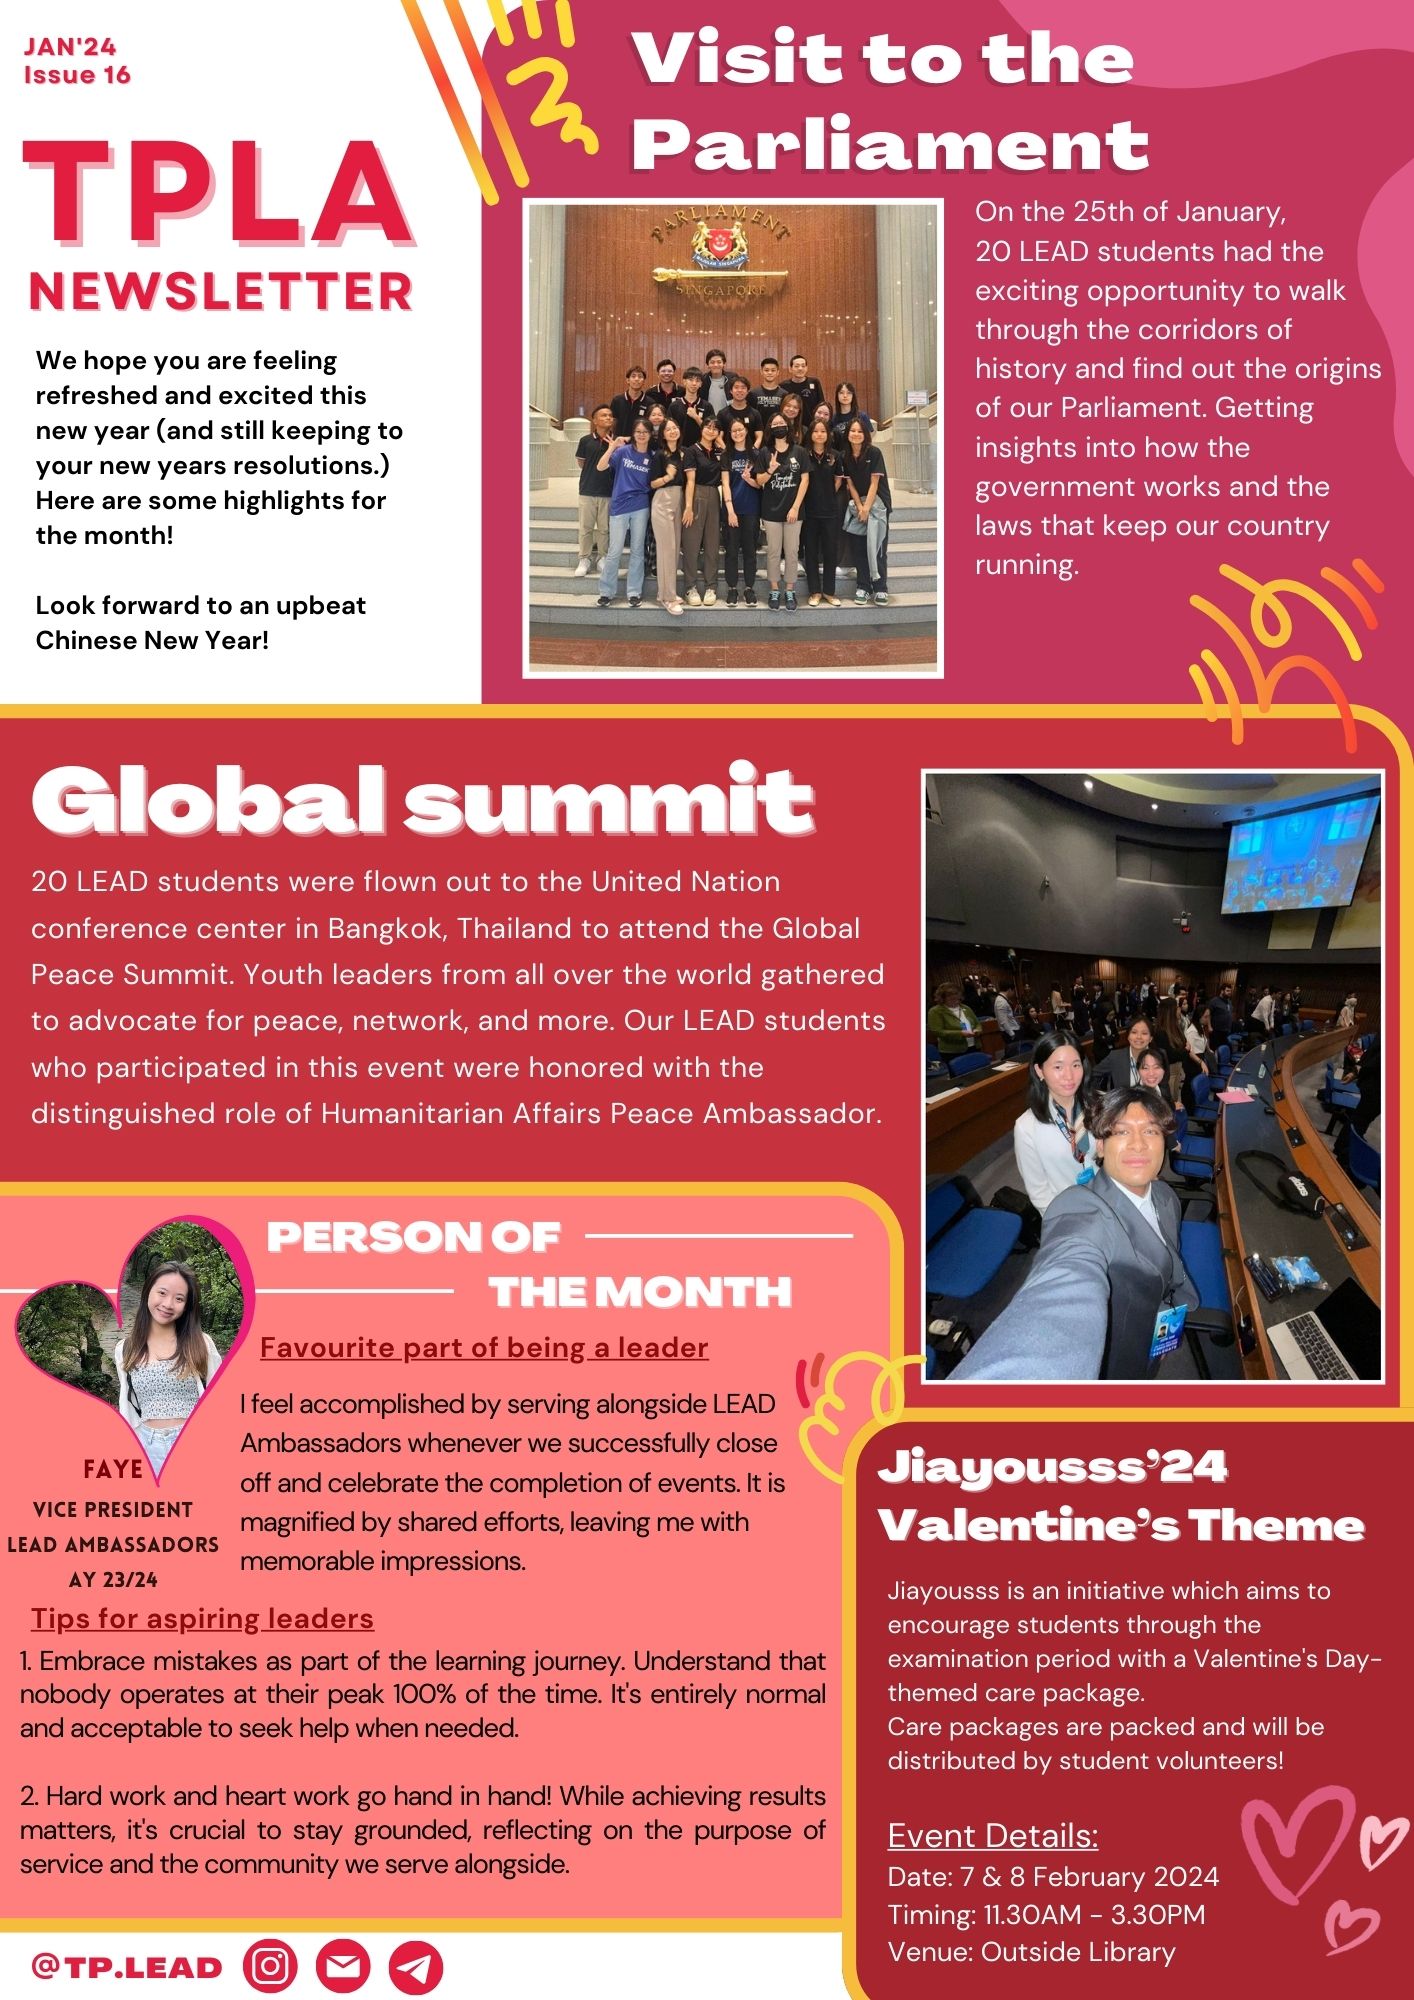 JAN'24
Issue 16
TPLA
NEWSLETTER
We hope you are feeling
refreshed and excited this
new year (and still keeping to
your new years resolutions.)
Here are some highlights for
the month!
Look forward to an upbeat
Chinese New Year!
Visit to the
Parliament
PARLIAMENT
SINGAPORE
On the 25th of January,
20 LEAD students had the
exciting opportunity to walk
through the corridors of
history and find out the origins
of our Parliament. Getting
insights into how the
government works and the
laws that keep our country
running.
Global summit
20 LEAD students were flown out to the United Nation
conference center in Bangkok, Thailand to attend the Global
Peace Summit. Youth leaders from all over the world gathered
to advocate for peace, network, and more. Our LEAD students
who participated in this event were honored with the
distinguished role of Humanitarian Affairs Peace Ambassador.
PERSON OF
THE MONTH
FAYE
VICE PRESIDENT
LEAD AMBASSADORS
AY 23/24
Favourite part of being a leader
I feel accomplished by serving alongside LEAD
Ambassadors whenever we successfully close
off and celebrate the completion of events. It is
magnified by shared efforts, leaving me with
memorable impressions.
Tips for aspiring leaders
1. Embrace mistakes as part of the learning journey. Understand that
nobody operates at their peak 100% of the time. It's entirely normal
and acceptable to seek help when needed.
2. Hard work and heart work go hand in hand! While achieving results
matters, it's crucial to stay grounded, reflecting on the purpose of
service and the community we serve alongside.
Jiayousss’24
Valentine’s Theme
Jiayousss is an initiative which aims to
encourage students through the
examination period with a Valentine's Day-
themed care package.
Care packages are packed and will be
distributed by student volunteers!
Event Details:
Date: 7 & 8 February 2024
Timing: 11.30AM - 3.30PM
Venue: Outside Library
@TP.LEAD